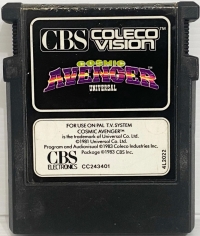 CBS COLECO VISION™
COSMIC
AVENGER
UNIVERSAL
FOR USE ON PAL T.V. SYSTEM
COSMIC AVENGER™
is the trademark of Universal Co. Ltd.
©1981 Universal Co. Ltd.
Program and Audiovisual ©1983 Coleco Industries Inc.
Package ©1983 CBS Inc.
CBS
ELECTRONICS
CC243401
4L3022